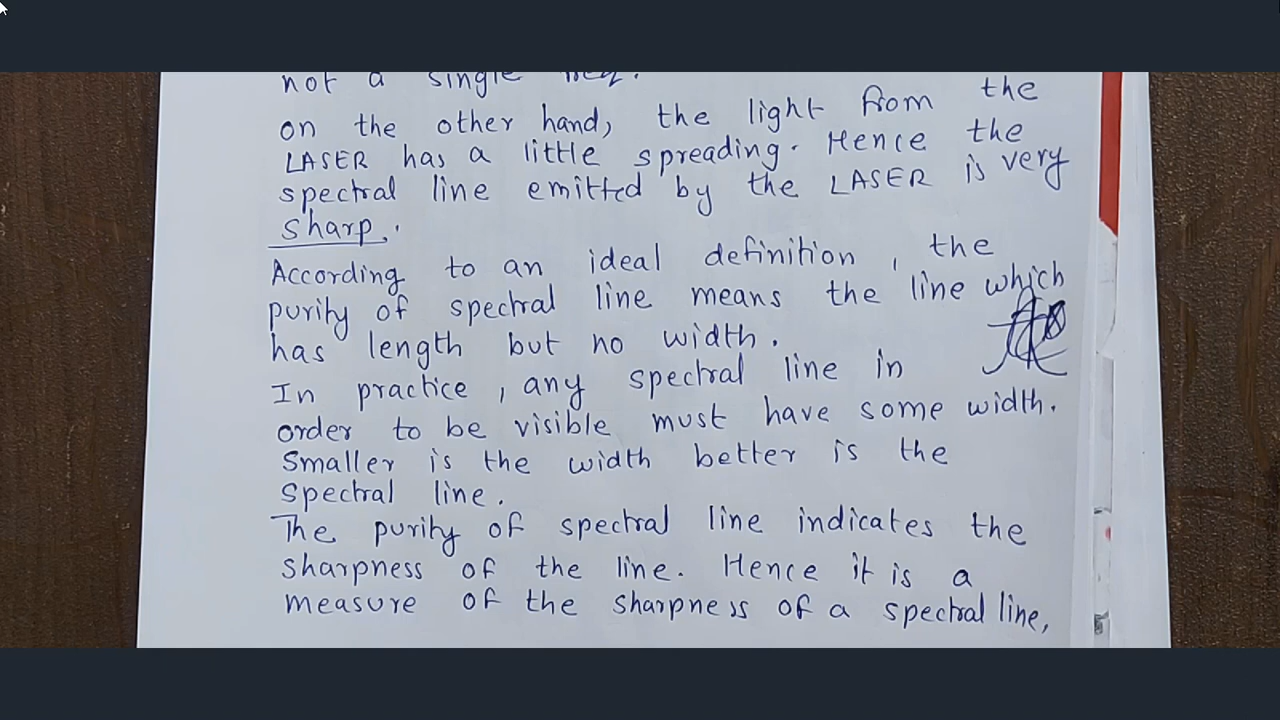 not a single freq.
on the other hand, the light from the
LASER has a little spreading. Hence the
spectral line emitted by the LASER is very
sharp.
According to an ideal definition, the
purity of spectral line means the line which
has length but no width.
In practice, any spectral line in
order to be visible must have some width.
Smaller is the width better is the
spectral line.
The purity of spectral line indicates the
sharpness of the line. Hence it is a
measure of the sharpness of a spectral line,